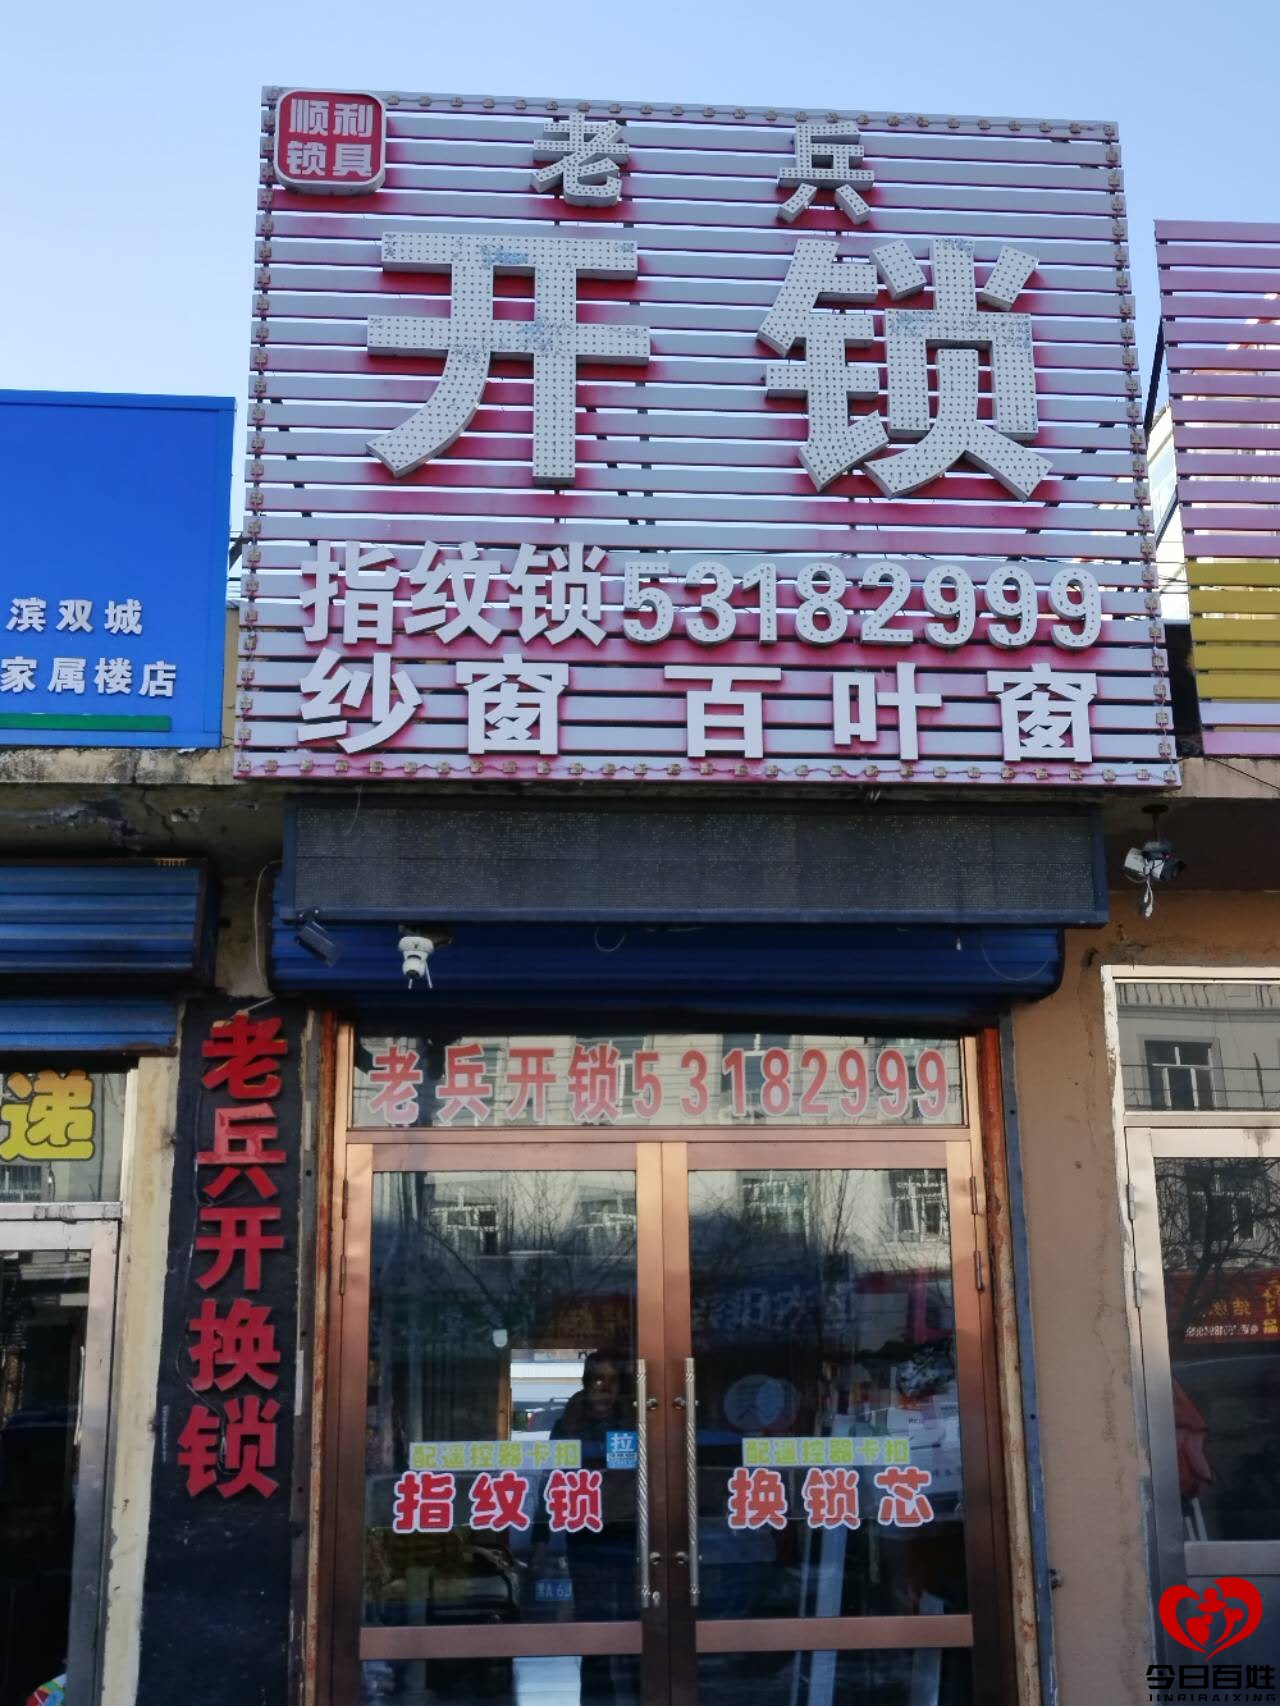 顺利
锁具
老兵
开锁
指纹锁53182999
纱窗 百叶窗
滨双城
家属楼店
老兵开锁53182999
老兵开换锁
递
配遥控器卡扣
指纹锁
拉
配遥控器卡扣
换锁芯
今日百姓
JINRIBAIXING